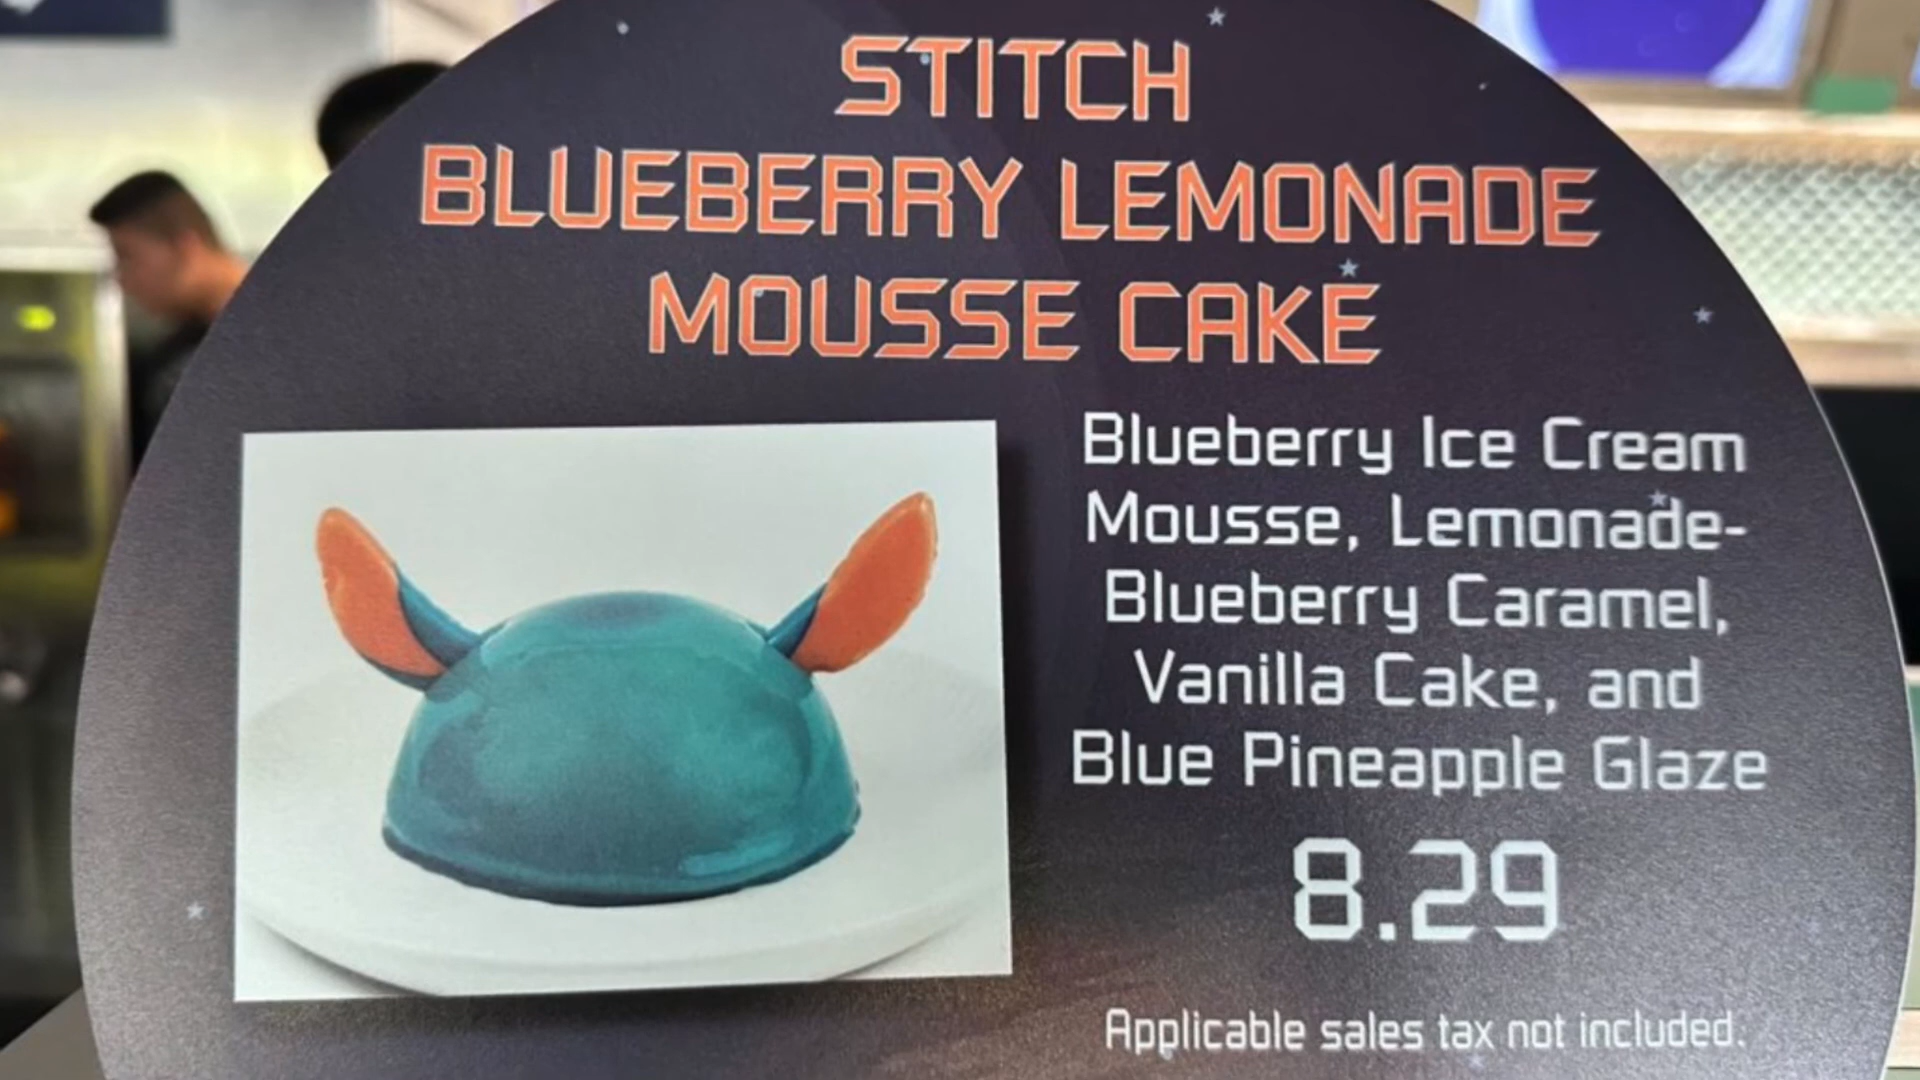 STITCH
BLUEBERRY LEMONADE
MOUSSE CAKE
Blueberry Ice Cream
Mousse, Lemonade-
Blueberry Caramel,
Vanilla Cake, and
Blue Pineapple Glaze
8.29
Applicable sales tax not included.